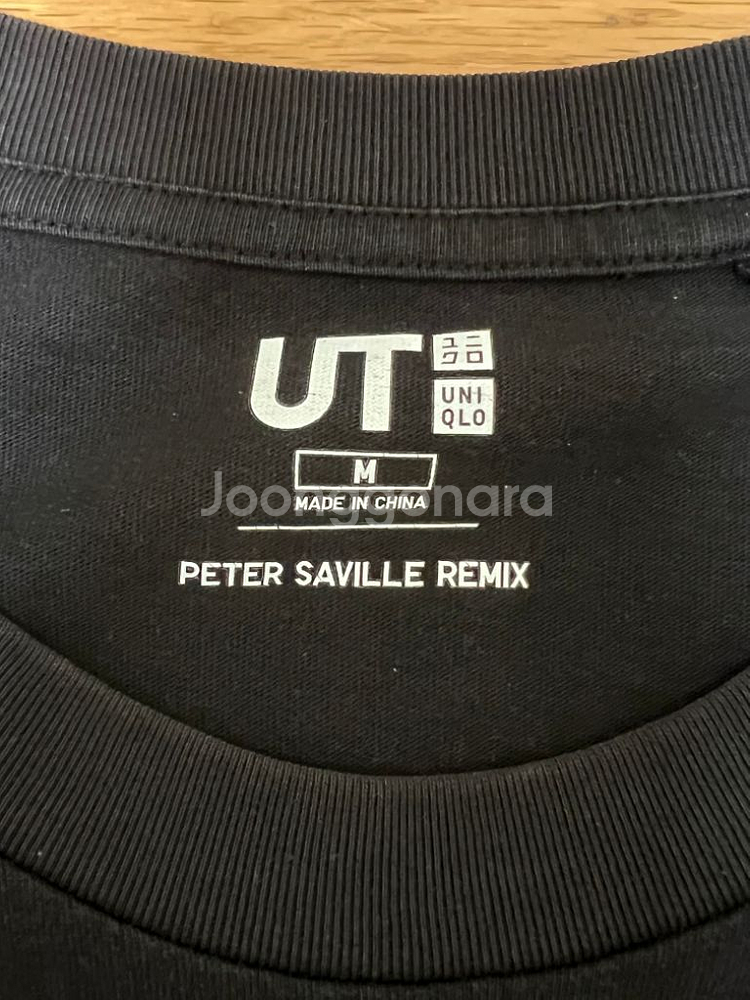 UT
ユニ
クロ
UNI
QLO
M
MADE IN CHINA
Joonggonara
PETER SAVILLE REMIX